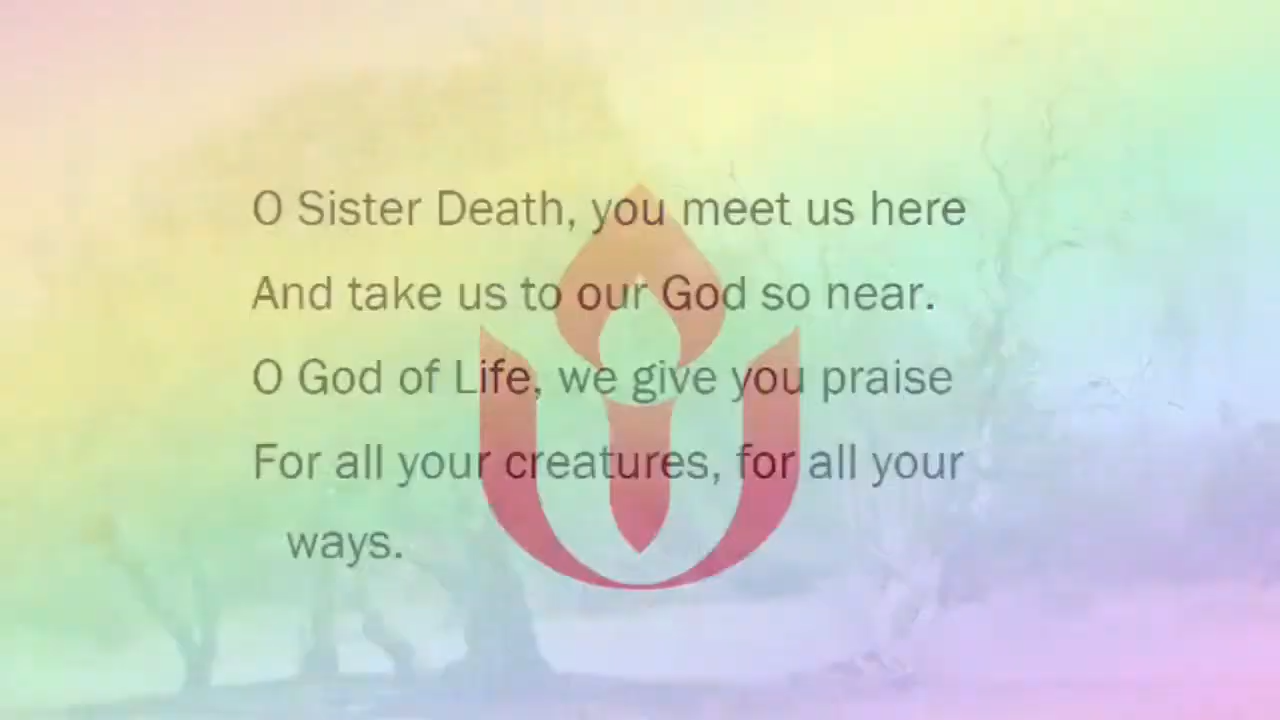 O Sister Death, you meet us here
And take us to our God so near.
O God of Life, we give you praise
For all your creatures, for all your
ways.